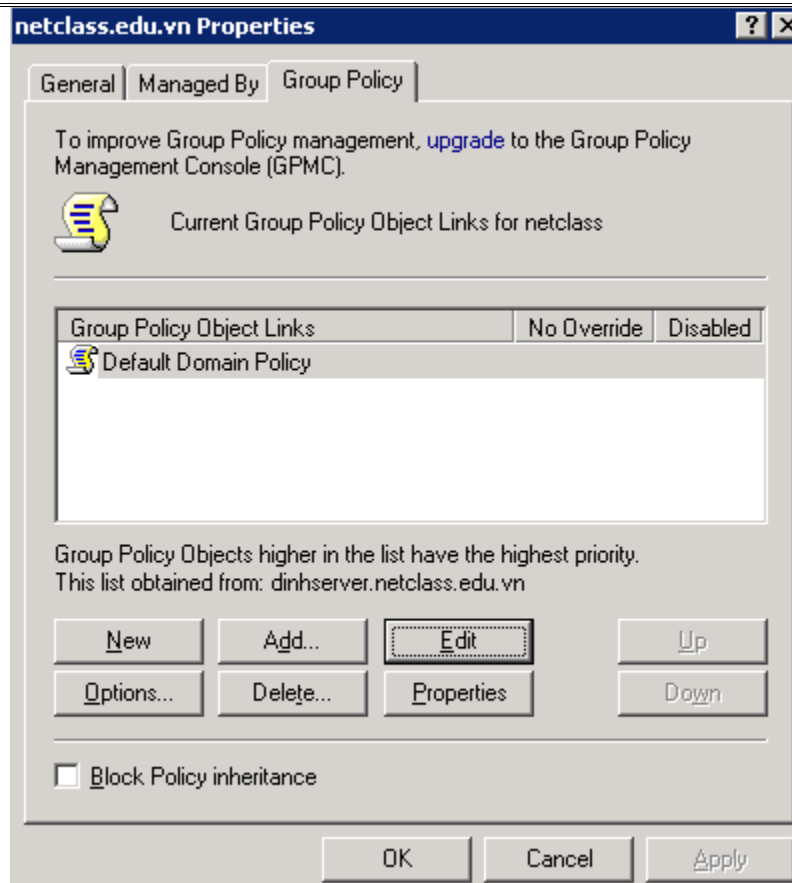 netclass.edu.vn Properties
General
Managed By
Group Policy
To improve Group Policy management, upgrade to the Group Policy
Management Console (GPMC).
Current Group Policy Object Links for netclass
Group Policy Object Links
No Override
Disabled
Default Domain Policy
Group Policy Objects higher in the list have the highest priority.
This list obtained from: dinhserver.netclass.edu.vn
New
Add...
Edit
Up
Options...
Delete...
Properties
Down
Block Policy inheritance
OK
Cancel
Apply